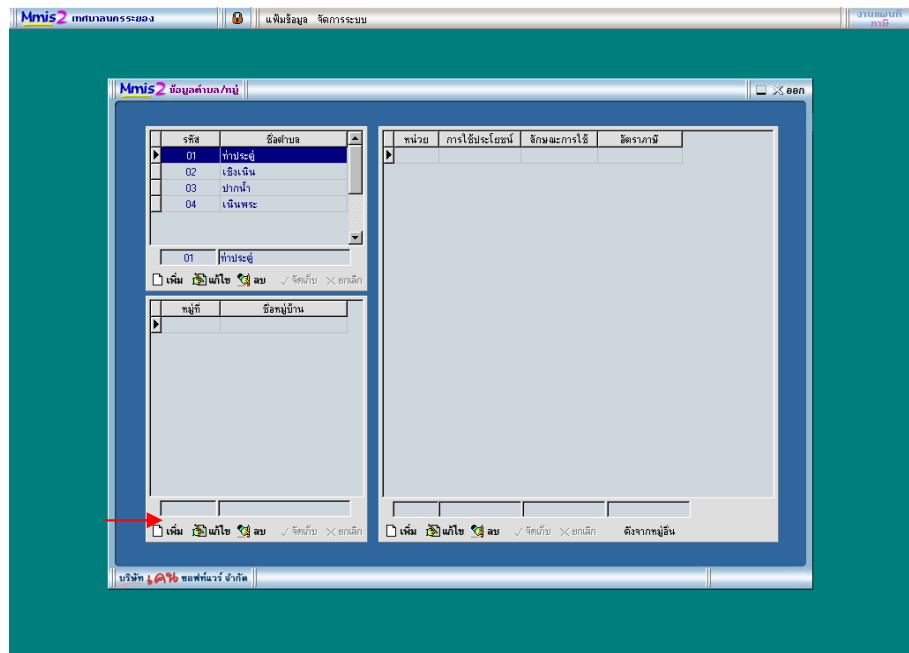 Mmis2 เทศบาลนครระยอง แฟ้มข้อมูล จัดการระบบ งานแผนที่
ภาษี
Mmis2 ข้อมูลตำบล/หมู่ ออก
รหัส ชื่อตำบล หน่วย การใช้ประโยชน์ ลักษณะการใช้ อัตราภาษี
01 ท่าประดู่
02 เชิงเนิน
03 ปากน้ำ
04 เนินพระ
01 ท่าประดู่
เพิ่ม แก้ไข ลบ จัดเก็บ ยกเลิก
หมู่ที่ ชื่อหมู่บ้าน
เพิ่ม แก้ไข ลบ จัดเก็บ ยกเลิก เพิ่ม แก้ไข ลบ จัดเก็บ ยกเลิก ดึงจากหมู่อื่น
บริษัท เคน ซอฟท์แวร์ จำกัด